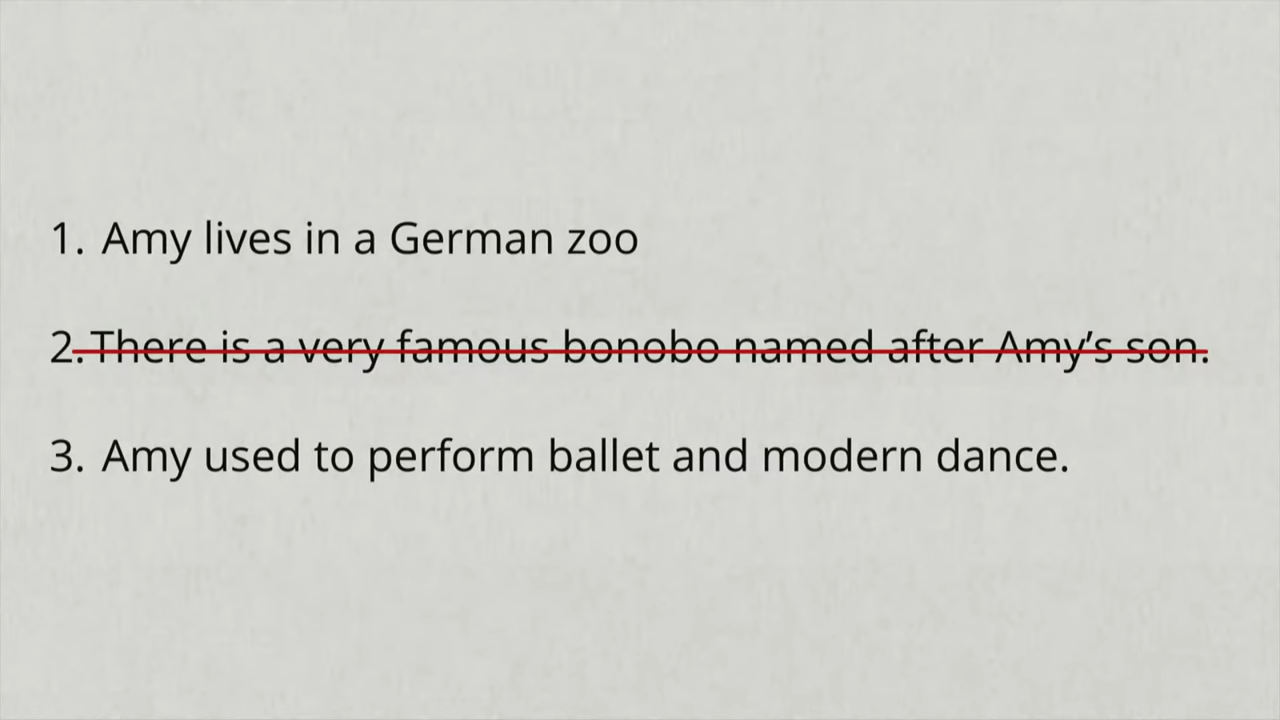 1. Amy lives in a German zoo
2. There is a very famous bonobo named after Amy’s son.
3. Amy used to perform ballet and modern dance.